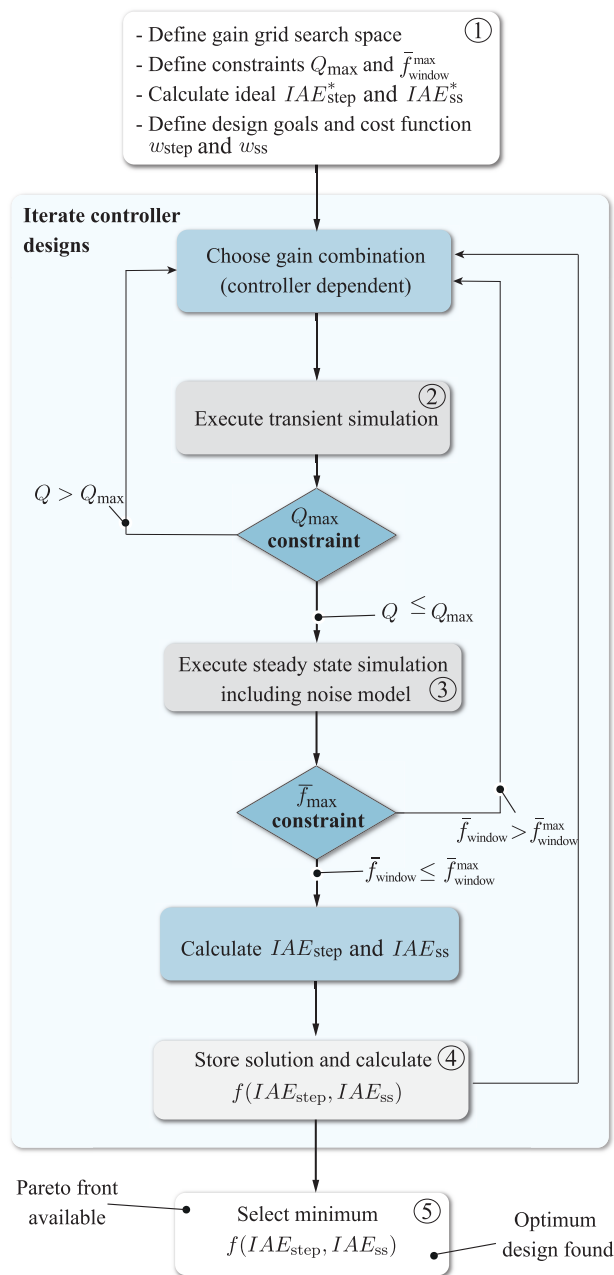 ①
- Define gain grid search space
- Define constraints Q_max and f̄_window^max
- Calculate ideal IAE*_step and IAE*_ss
- Define design goals and cost function
w_step and w_ss
Iterate controller
designs
Choose gain combination
(controller dependent)
②
Execute transient simulation
Q > Q_max
Q_max
constraint
Q ≤ Q_max
Execute steady state simulation
including noise model ③
f̄_max
constraint
f̄_window > f̄_window^max
f̄_window ≤ f̄_window^max
Calculate IAE_step and IAE_ss
Store solution and calculate ④
f(IAE_step, IAE_ss)
Pareto front
available
Select minimum ⑤
f(IAE_step, IAE_ss)
Optimum
design found